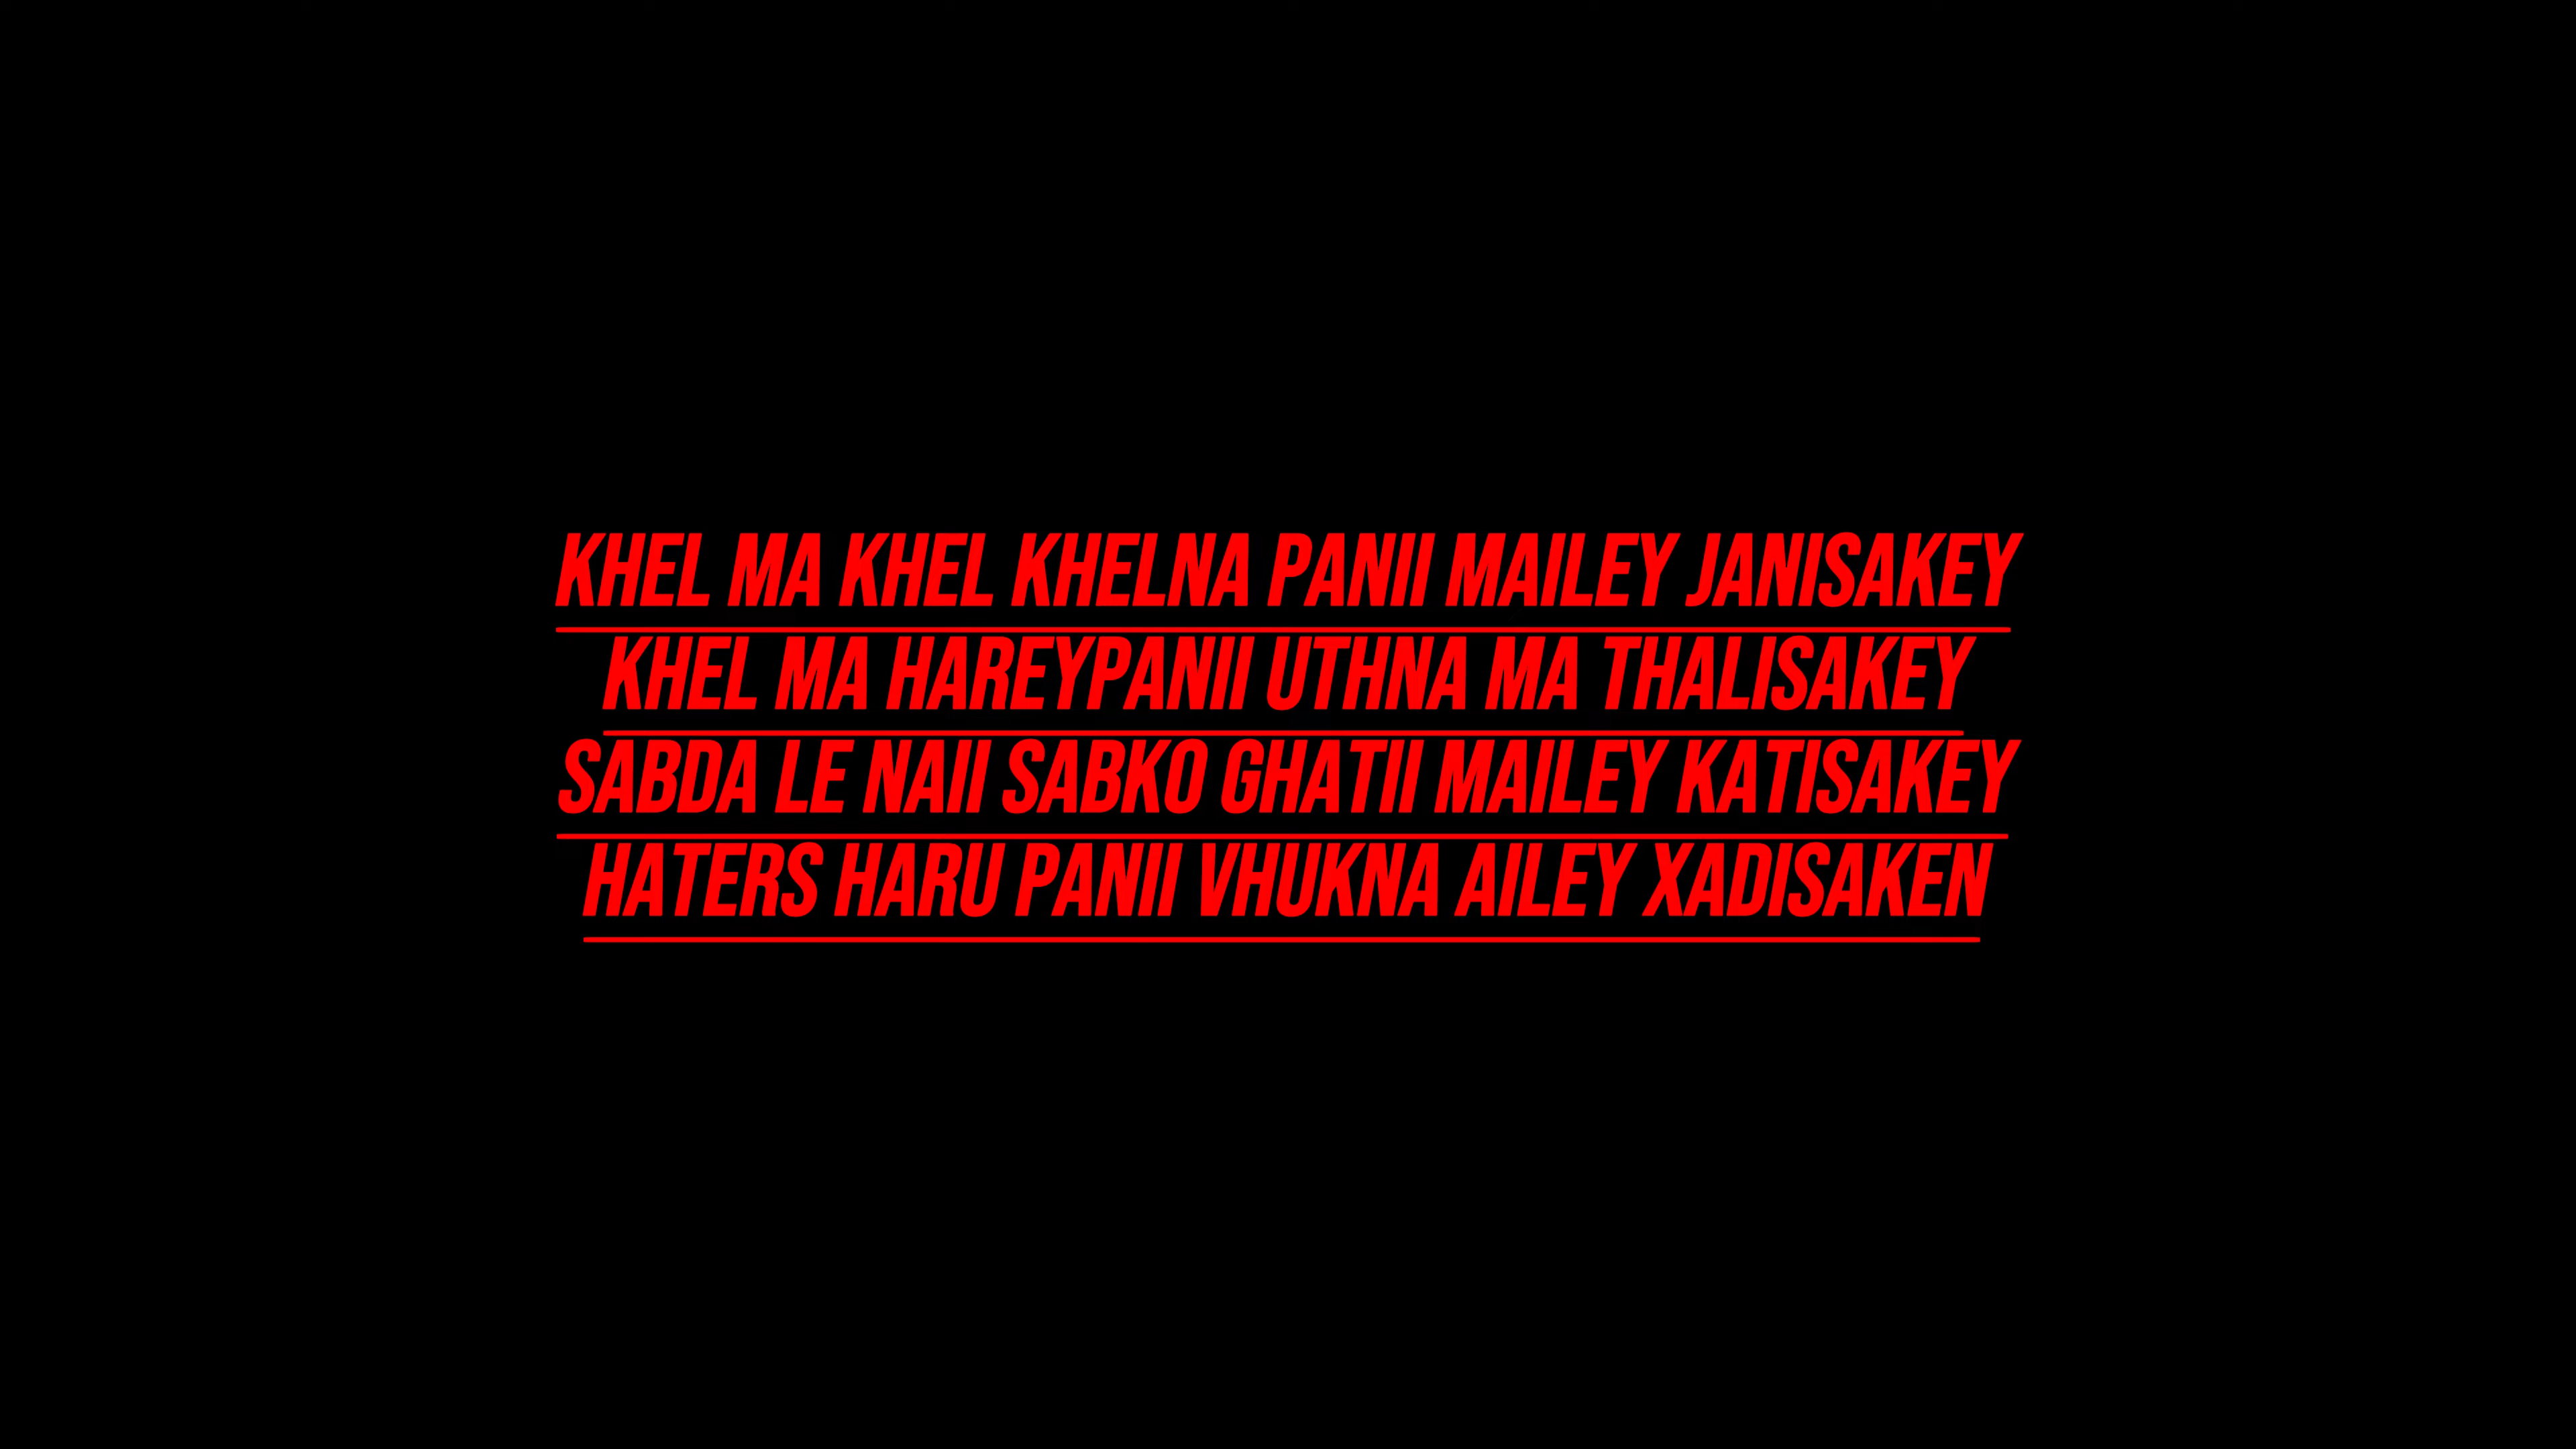 KHEL MA KHEL KHELNA PANII MAILEY JANISAKEY
KHEL MA HAREYPANII UTHNA MA THALISAKEY
SABDA LE NAII SABKO GHATII MAILEY KATISAKEY
HATERS HARU PANII VHUKNA AILEY XADISAKEN